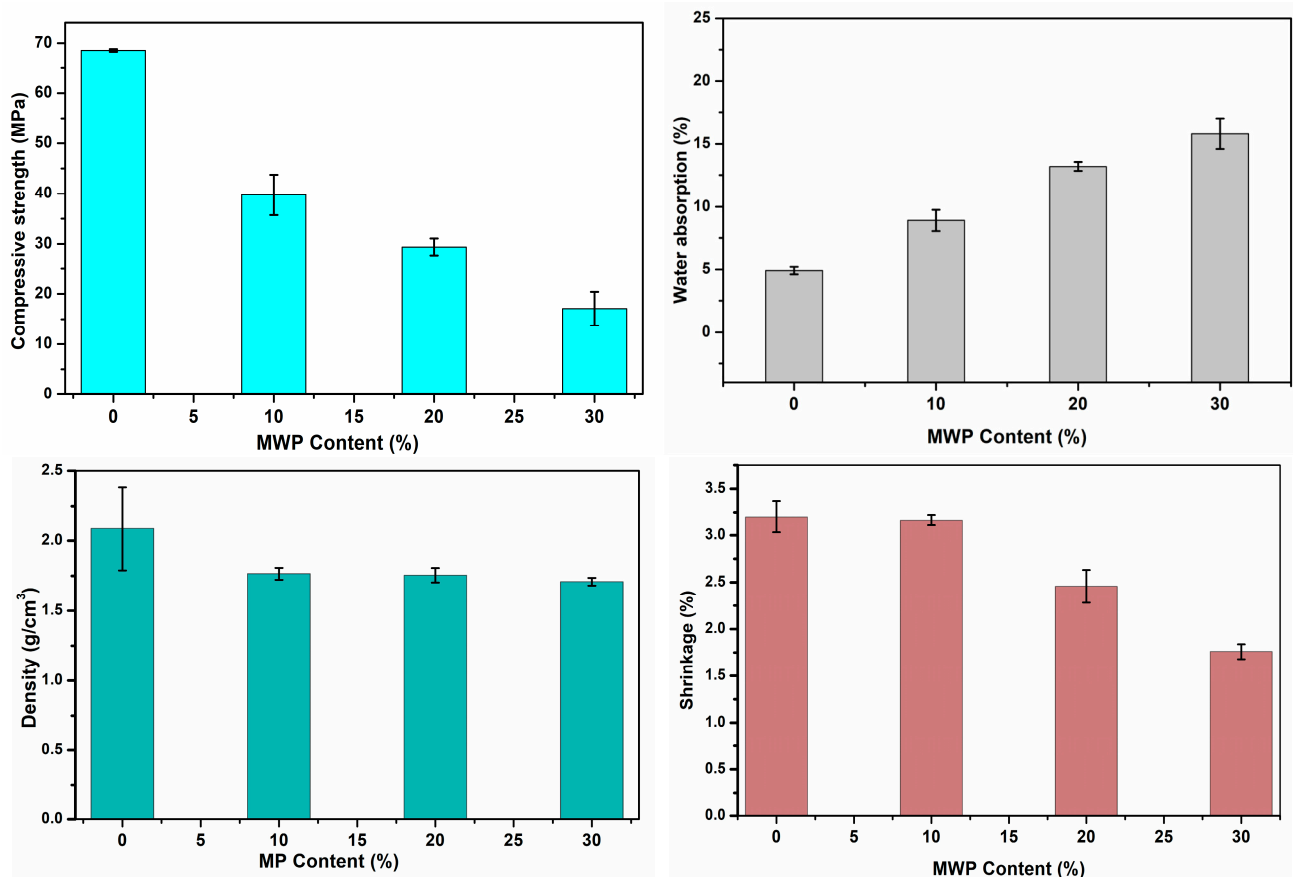 70
60
50
40
30
20
10
0
Compressive strength (MPa)
0 5 10 15 20 25 30
MWP Content (%)
25
20
15
10
5
0
Water absorption (%)
0 10 20 30
MWP Content (%)
2.5
2.0
1.5
1.0
0.5
0.0
Density (g/cm³)
0 5 10 15 20 25 30
MP Content (%)
3.5
3.0
2.5
2.0
1.5
1.0
0.5
0.0
Shrinkage (%)
0 5 10 15 20 25 30
MWP Content (%)